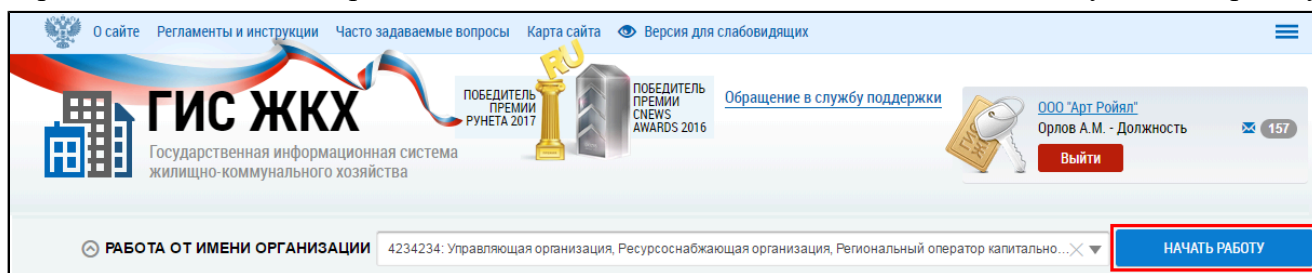 О сайте Регламенты и инструкции Часто задаваемые вопросы Карта сайта Версия для слабовидящих
ГИС ЖКХ
Государственная информационная система
жилищно-коммунального хозяйства
ПОБЕДИТЕЛЬ
ПРЕМИИ
РУНЕТА 2017
RU
ПОБЕДИТЕЛЬ
ПРЕМИИ
CNEWS
AWARDS 2016
Обращение в службу поддержки
ГИС
ООО "Арт Ройял"
Орлов А.М. - Должность
157
Выйти
РАБОТА ОТ ИМЕНИ ОРГАНИЗАЦИИ
4234234: Управляющая организация, Ресурсоснабжающая организация, Региональный оператор капитально...
НАЧАТЬ РАБОТУ